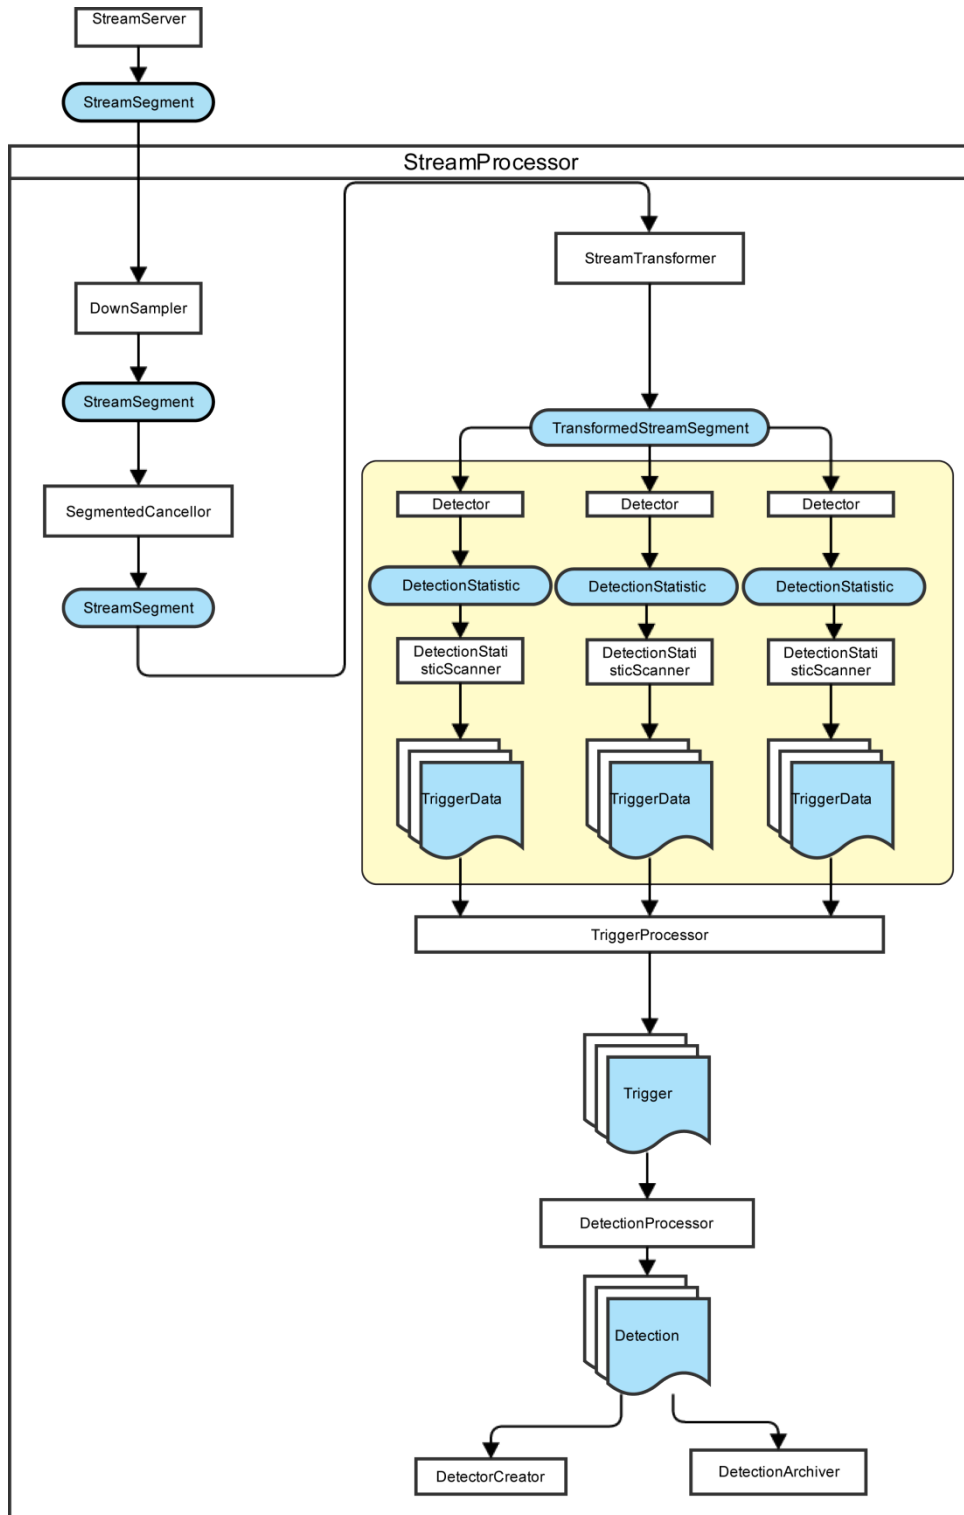 StreamServer
StreamSegment
StreamProcessor
StreamTransformer
DownSampler
StreamSegment
TransformedStreamSegment
SegmentedCancellor
StreamSegment
Detector
Detector
Detector
DetectionStatistic
DetectionStatistic
DetectionStatistic
DetectionStati
sticScanner
DetectionStati
sticScanner
DetectionStati
sticScanner
TriggerData
TriggerData
TriggerData
TriggerProcessor
Trigger
DetectionProcessor
Detection
DetectorCreator
DetectionArchiver